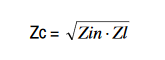 Zc = √Zin · Zl